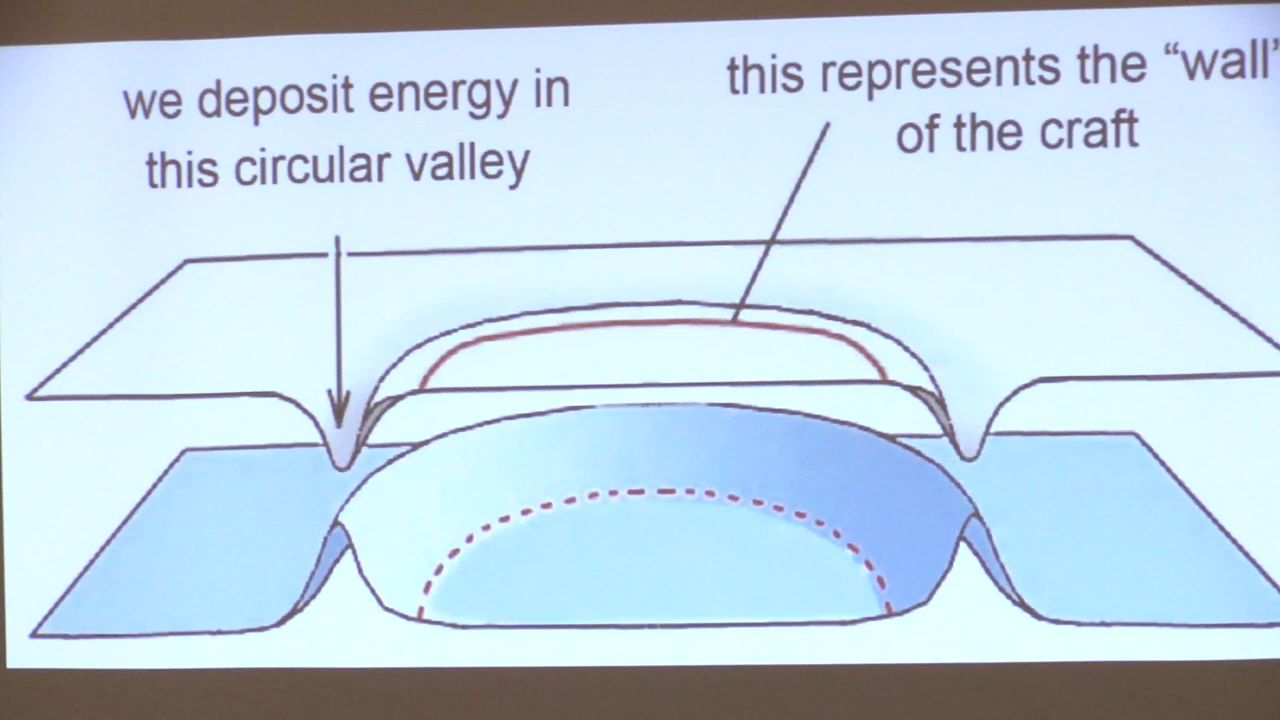 we deposit energy in
this circular valley
this represents the “wall”
of the craft